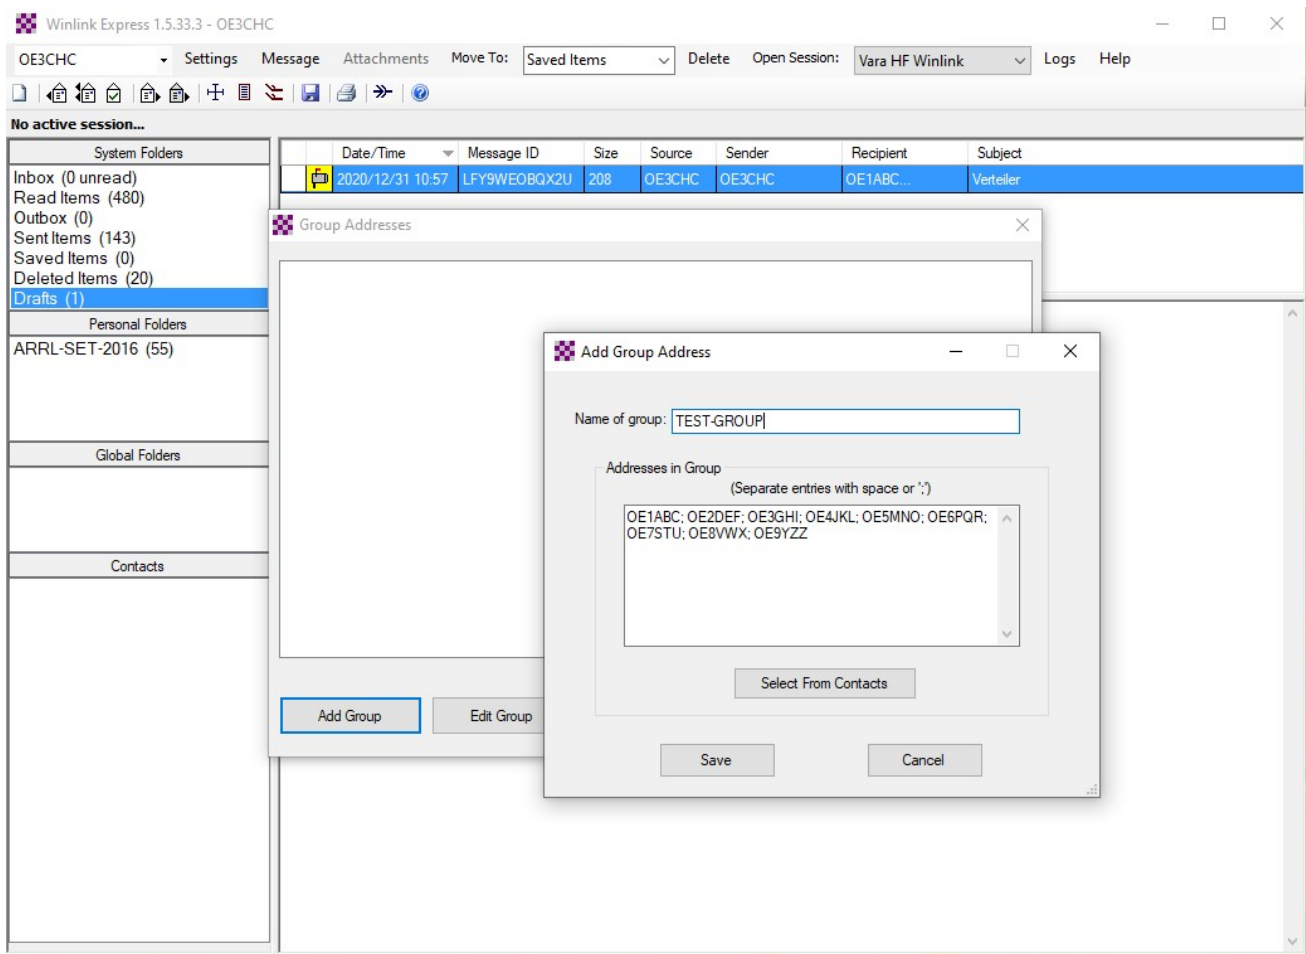 Winlink Express 1.5.33.3 - OE3CHC
OE3CHC Settings Message Attachments Move To: Saved Items Delete Open Session: Vara HF Winlink Logs Help
No active session...
System Folders
Inbox (0 unread)
Read Items (480)
Outbox (0)
Sent Items (143)
Saved Items (0)
Deleted Items (20)
Drafts (1)
Personal Folders
ARRL-SET-2016 (55)
Global Folders
Contacts
Date/Time Message ID Size Source Sender Recipient Subject
2020/12/31 10:57 LFY9WEOBQX2U 208 OE3CHC OE3CHC OE1ABC... Verteiler
Group Addresses
Add Group Edit Group
Add Group Address
Name of group: TEST-GROUP
Addresses in Group
(Separate entries with space or ';')
OE1ABC; OE2DEF; OE3GHI; OE4JKL; OE5MNO; OE6PQR;
OE7STU; OE8VWX; OE9YZZ
Select From Contacts
Save Cancel